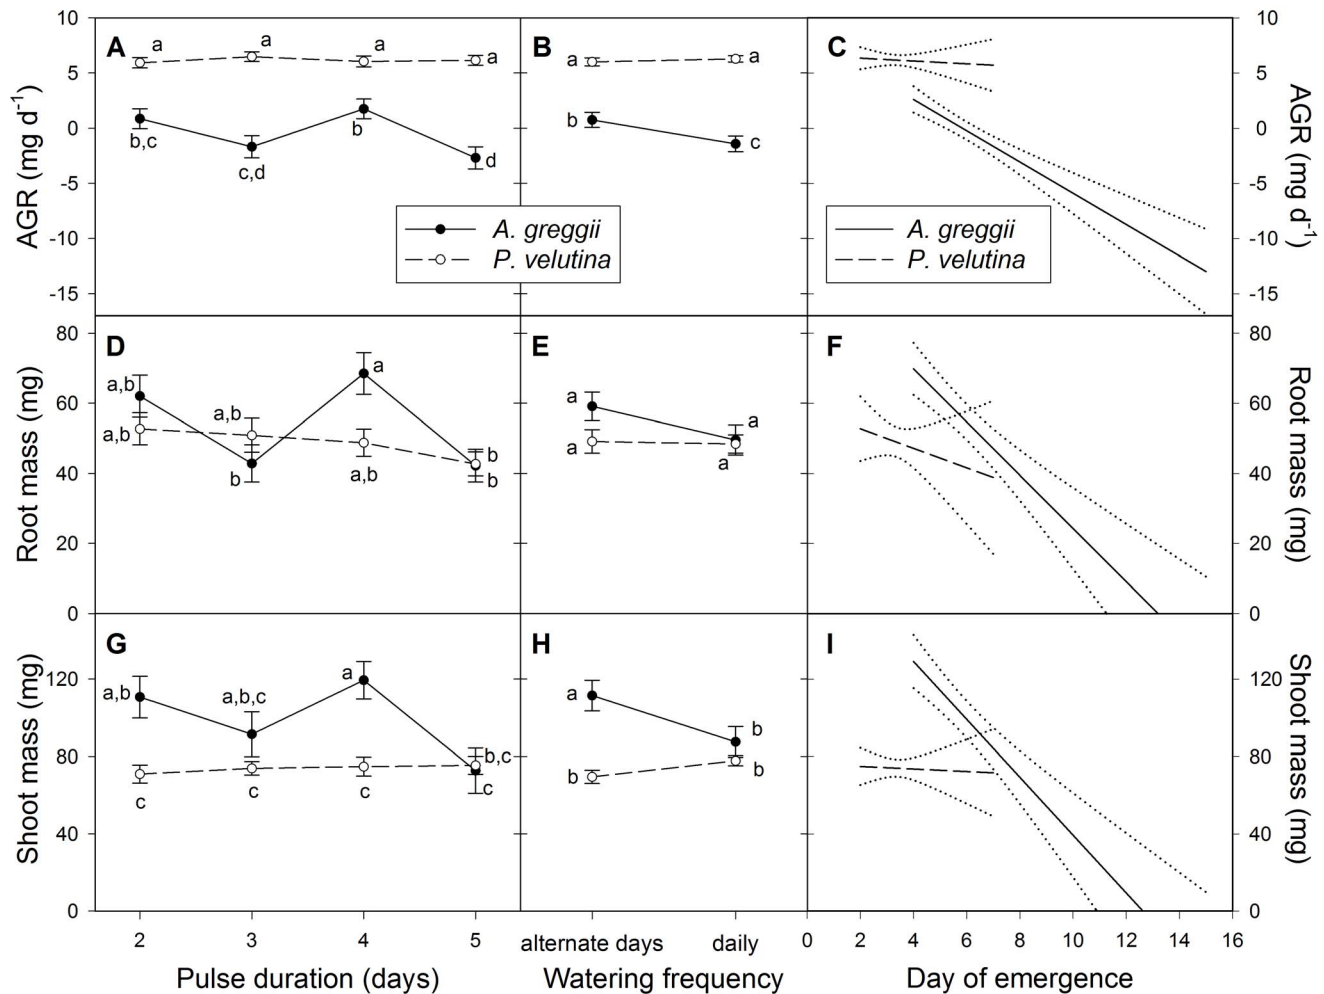 A
B
C
AGR (mg d-1)
10
5
0
-5
-10
-15
a
a
a
a
b,c
c,d
b
d
a
a
b
c
10
5
0
-5
-10
-15
AGR (mg d-1)
A. greggii
P. velutina
A. greggii
P. velutina
D
E
F
Root mass (mg)
80
60
40
20
0
a,b
a,b
a,b
b
a
a,b
b
b
a
a
a
a
80
60
40
20
0
Root mass (mg)
G
H
I
Shoot mass (mg)
120
80
40
0
a,b
a,b,c
a
b,c
c
c
c
c
a
b
b
b
120
80
40
0
Shoot mass (mg)
2 3 4 5
alternate days daily
0 2 4 6 8 10 12 14 16
Pulse duration (days)
Watering frequency
Day of emergence